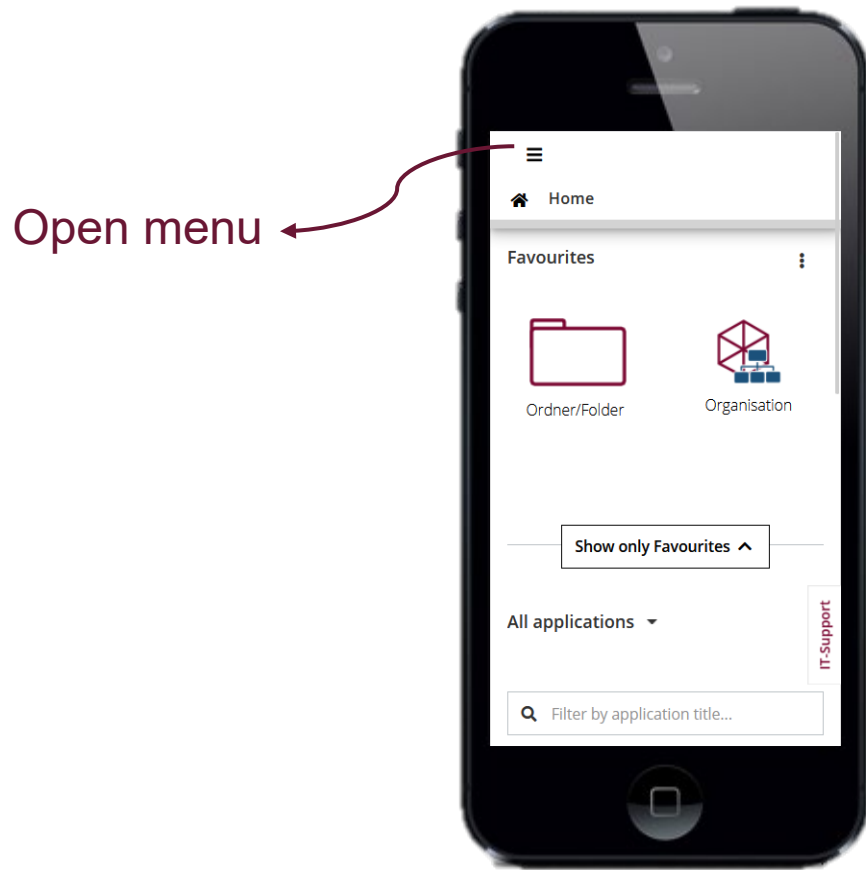 Open menu
Home
Favourites
Ordner/Folder
Organisation
Show only Favourites
All applications
IT-Support
Filter by application title...